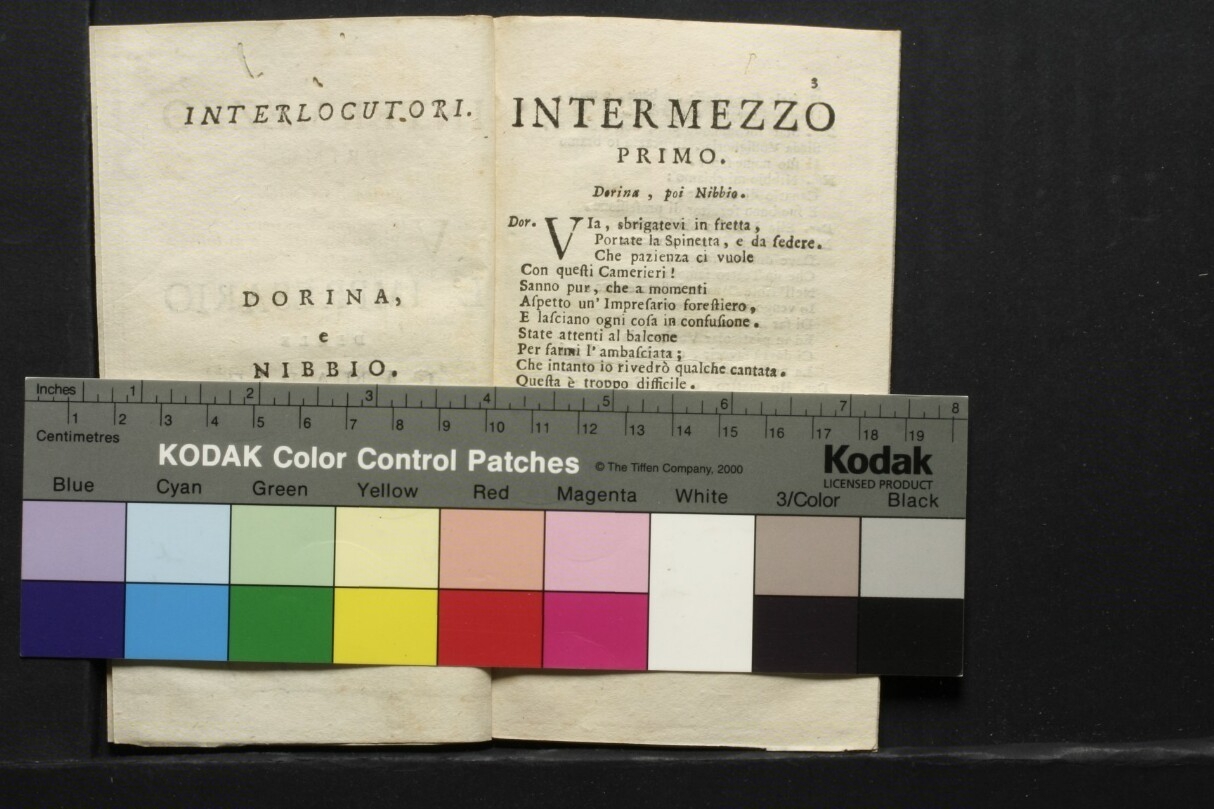 INTERLOCUTORI.
DORINA,
e
NIBBIO.
3
INTERMEZZO
PRIMO.
Dorina, poi Nibbio.
Dor. VIa, sbrigatevi in fretta,
Portate la Spinetta, e da ſedere.
Che pazienza ci vuole
Con queſti Camerieri!
Sanno pur, che a momenti
Aſpetto un' Impreſario foreſtiero,
E laſciano ogni coſa in confuſione.
State attenti al balcone
Per farmi l'ambaſciata;
Che intanto io rivedrò qualche cantata.
Queſta è troppo difficile.
Inches 1 2 3 4 5 6 7 8
1 2 3 4 5 6 7 8 9 10 11 12 13 14 15 16 17 18 19
Centimetres
KODAK Color Control Patches © The Tiffen Company, 2000
Kodak
LICENSED PRODUCT
Blue Cyan Green Yellow Red Magenta White 3/Color Black